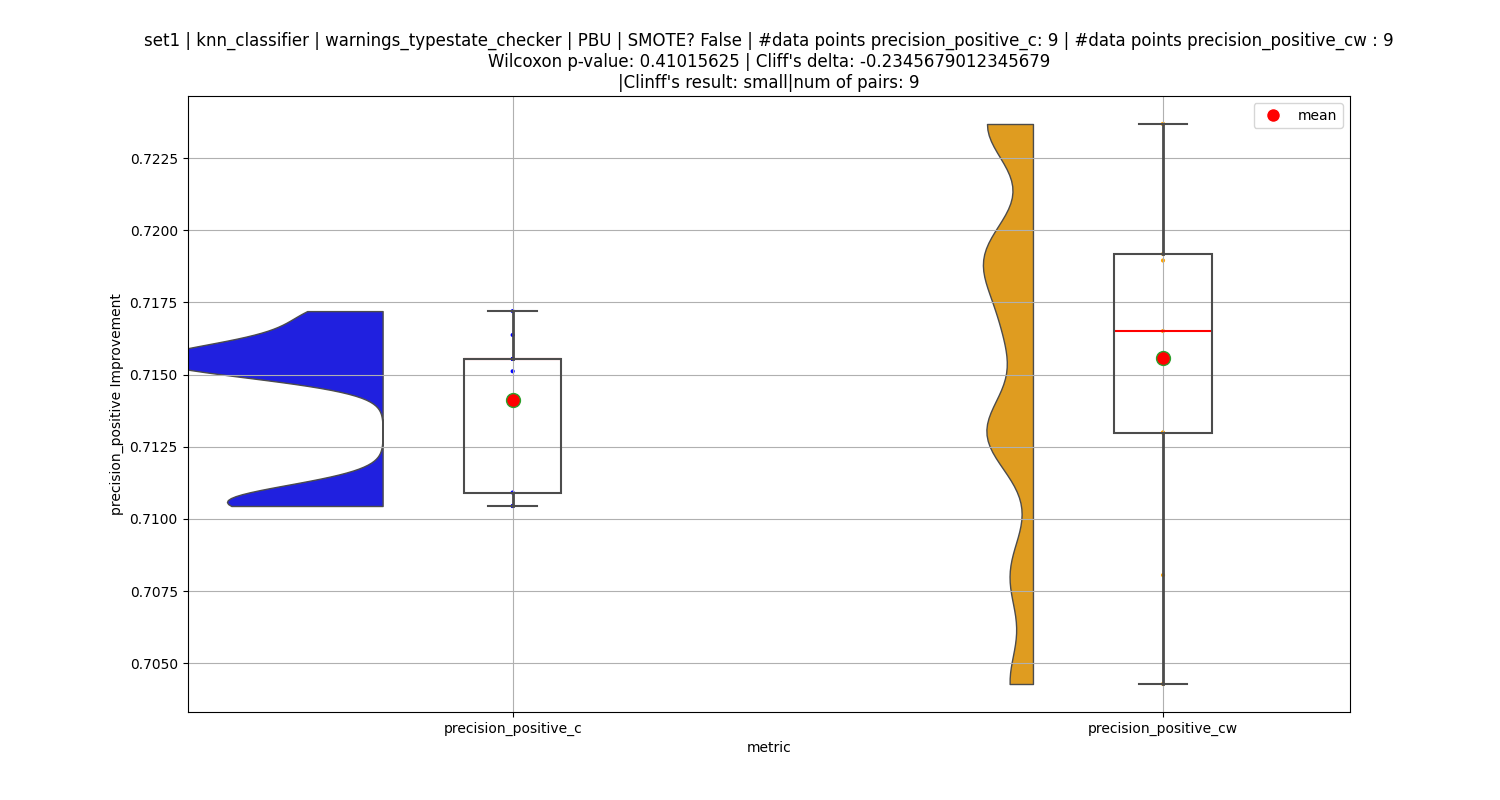 set1 | knn_classifier | warnings_typestate_checker | PBU | SMOTE? False | #data points precision_positive_c: 9 | #data points precision_positive_cw : 9
Wilcoxon p-value: 0.41015625 | Cliff's delta: -0.2345679012345679
|Clinff's result: small|num of pairs: 9
mean
precision_positive Improvement
0.7225
0.7200
0.7175
0.7150
0.7125
0.7100
0.7075
0.7050
precision_positive_c
precision_positive_cw
metric